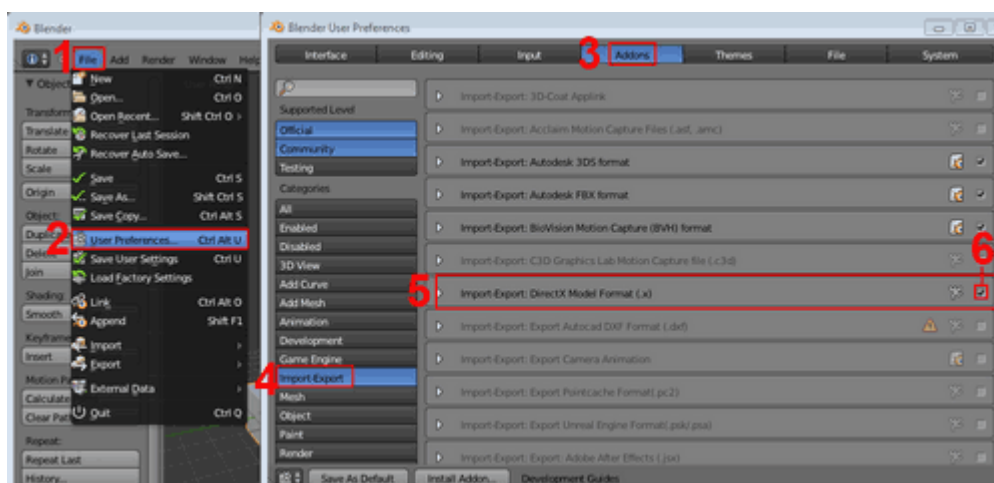 Blender
1
File Add Render Window Help
New Ctrl N
Open... Ctrl O
Open Recent... Shift Ctrl O
Recover Last Session
Recover Auto Save...
Save Ctrl S
Save As... Shift Ctrl S
Save Copy... Ctrl Alt S
2
User Preferences... Ctrl Alt U
Save User Settings Ctrl U
Load Factory Settings
Link Ctrl Alt O
Append Shift F1
Import
Export
External Data
Quit Ctrl Q
Object
Transform
Translate
Rotate
Scale
Origin
Object:
Delete
Join
Shading:
Smooth
Insert
Calculate
Repeat:
Repeat Last
History...
Blender User Preferences
Interface Editing Input 3 Addons Themes File System
Supported Level
Official
Community
Testing
Categories
All
Enabled
Disabled
3D View
Add Curve
Add Mesh
Animation
Development
Game Engine
4 Import-Export
Mesh
Object
Paint
Render
Import-Export: 3D-Coat Applink
Import-Export: Acclaim Motion Capture Files (.asf, .amc)
Import-Export: Autodesk 3DS format
Import-Export: Autodesk FBX format
Import-Export: BioVision Motion Capture (BVH) format
Import-Export: C3D Graphics Lab Motion Capture file (.c3d)
6
5 Import-Export: DirectX Model Format (.x)
Import-Export: Export Autocad DXF Format (.dxf)
Import-Export: Export Camera Animation
Import-Export: Export Pointcache Format(.pc2)
Import-Export: Export Unreal Engine Format(.psk/.psa)
Import-Export: Export: Adobe After Effects (.jsx)
Save As Default Install Addon... Development Guides